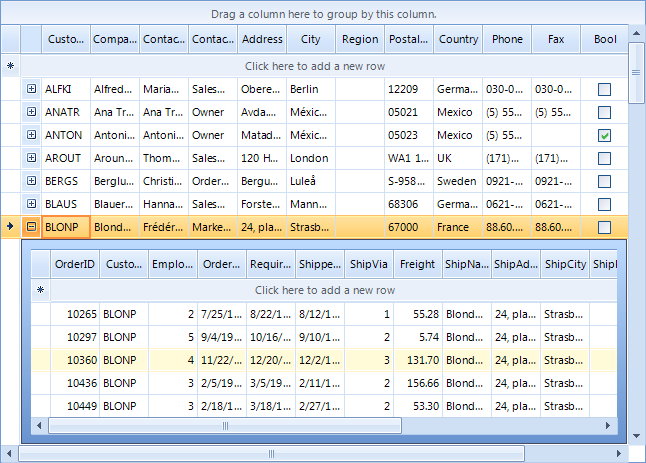 Drag a column here to group by this column.
Custo... Compa... Contac... Contac... Address City Region Postal... Country Phone Fax Bool
Click here to add a new row
ALFKI Alfred... Maria... Sales... Obere... Berlin 12209 Germa... 030-0... 030-0...
ANATR Ana Tr... Ana Tr... Owner Avda.... Méxic... 05021 Mexico (5) 55... (5) 55...
ANTON Antoni... Antoni... Owner Matad... Méxic... 05023 Mexico (5) 55...
AROUT Aroun... Thom... Sales... 120 H... London WA1 1... UK (171)... (171)...
BERGS Berglu... Christi... Order... Bergu... Luleå S-958... Sweden 0921-... 0921-...
BLAUS Blauer... Hanna... Sales... Forste... Mann... 68306 Germa... 0621-... 0621-...
BLONP Blond... Frédér... Marke... 24, pla... Strasb... 67000 France 88.60.... 88.60....
OrderID Custo... Emplo... Order... Requir... Shippe... ShipVia Freight ShipNa... ShipAd... ShipCity
Click here to add a new row
10265 BLONP 2 7/25/1... 8/22/1... 8/12/1... 1 55.28 Blond... 24, pla... Strasb...
10297 BLONP 5 9/4/19... 10/16/... 9/10/1... 2 5.74 Blond... 24, pla... Strasb...
10360 BLONP 4 11/22/... 12/20/... 12/2/1... 3 131.70 Blond... 24, pla... Strasb...
10436 BLONP 3 2/5/19... 3/5/19... 2/11/1... 2 156.66 Blond... 24, pla... Strasb...
10449 BLONP 3 2/18/1... 3/18/1... 2/27/1... 2 53.30 Blond... 24, pla... Strasb...